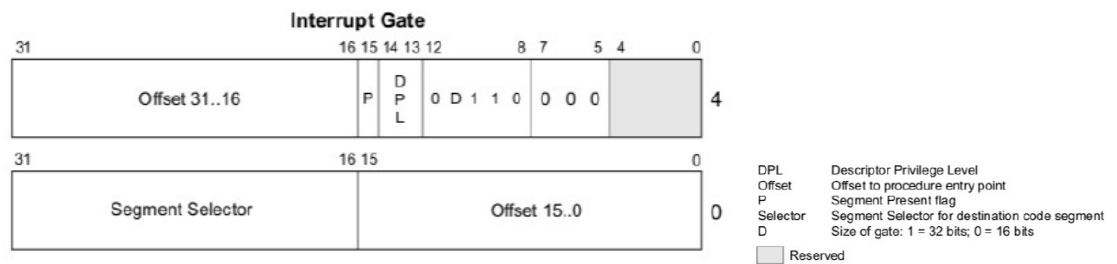 Interrupt Gate
31 16 15 14 13 12 8 7 5 4 0
Offset 31..16 P D P L 0 D 1 1 0 0 0 0 4
31 16 15 0
Segment Selector Offset 15..0 0
DPL Descriptor Privilege Level
Offset Offset to procedure entry point
P Segment Present flag
Selector Segment Selector for destination code segment
D Size of gate: 1 = 32 bits; 0 = 16 bits
Reserved